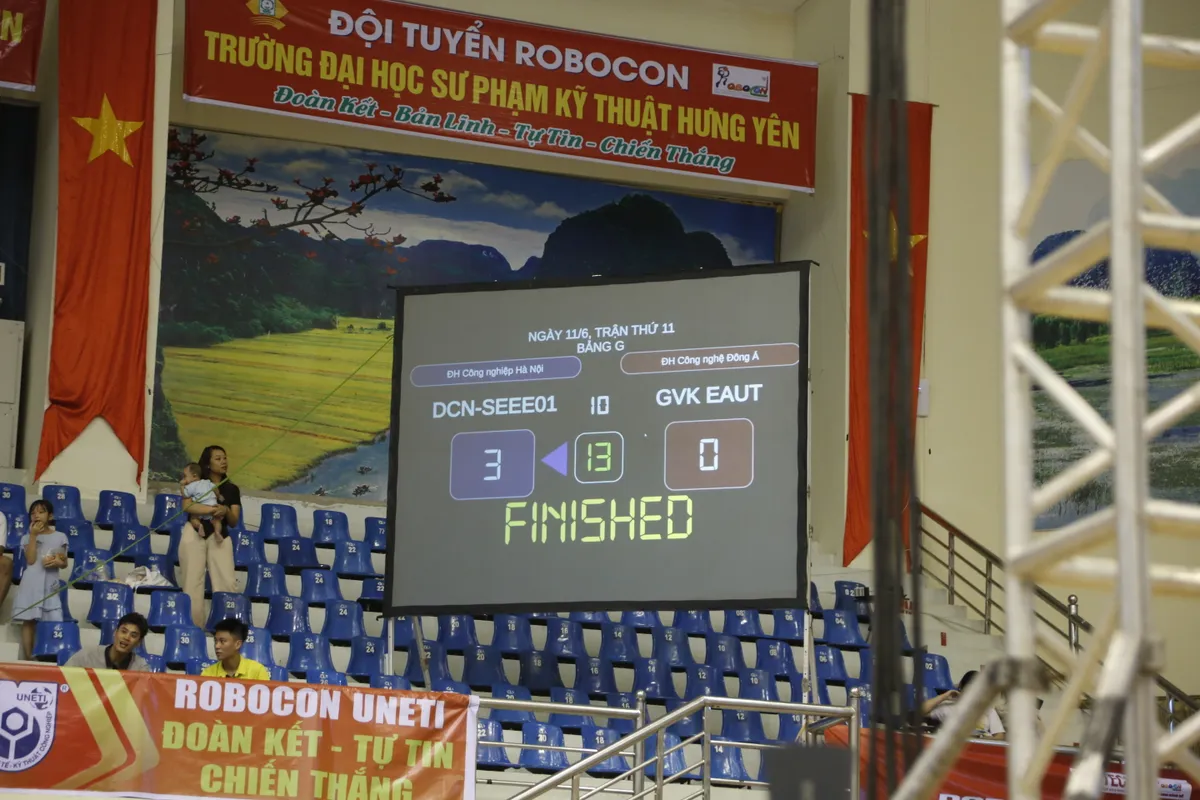 ĐỘI TUYỂN ROBOCON
TRƯỜNG ĐẠI HỌC SƯ PHẠM KỸ THUẬT HƯNG YÊN
Đoàn Kết - Bản Lĩnh - Tự Tin - Chiến Thắng
NGÀY 11/6, TRẬN THỨ 11
BẢNG G
ĐH Công nghiệp Hà Nội
ĐH Công nghệ Đông Á
DCN-SEEE01
10
GVK EAUT
3
13
0
FINISHED
UNETI
ROBOCON UNETI
ĐOÀN KẾT - TỰ TIN
CHIẾN THẮNG